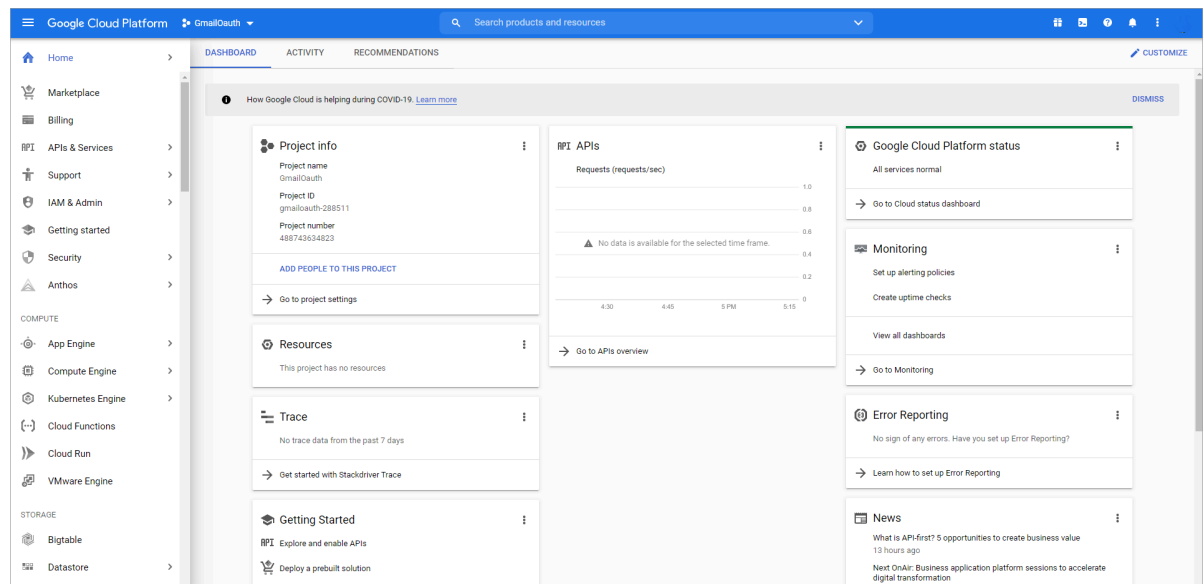 Google Cloud Platform
GmailOauth
Search products and resources
Home
Marketplace
Billing
API APIs & Services
Support
IAM & Admin
Getting started
Security
Anthos
COMPUTE
App Engine
Compute Engine
Kubernetes Engine
Cloud Functions
Cloud Run
VMware Engine
STORAGE
Bigtable
Datastore
DASHBOARD
ACTIVITY
RECOMMENDATIONS
CUSTOMIZE
How Google Cloud is helping during COVID-19. Learn more
DISMISS
Project info
Project name
GmailOauth
Project ID
gmailoauth-288511
Project number
488743634823
ADD PEOPLE TO THIS PROJECT
Go to project settings
Resources
This project has no resources
Trace
No trace data from the past 7 days
Get started with Stackdriver Trace
Getting Started
API Explore and enable APIs
Deploy a prebuilt solution
API APIs
Requests (requests/sec)
1.0
0.8
0.6
No data is available for the selected time frame.
0.4
0.2
0
4:30 4:45 5 PM 5:15
Go to APIs overview
Google Cloud Platform status
All services normal
Go to Cloud status dashboard
Monitoring
Set up alerting policies
Create uptime checks
View all dashboards
Go to Monitoring
Error Reporting
No sign of any errors. Have you set up Error Reporting?
Learn how to set up Error Reporting
News
What is API-first? 5 opportunities to create business value
13 hours ago
Next OnAir: Business application platform sessions to accelerate
digital transformation